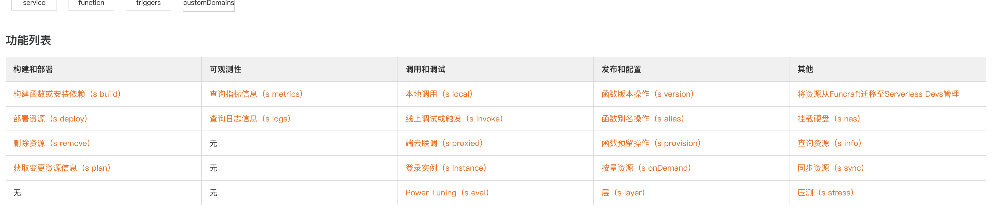 service function triggers customDomains
功能列表
构建和部署 可观测性 调用和调试 发布和配置 其他
构建函数或安装依赖（s build） 查询指标信息（s metrics） 本地调用（s local） 函数版本操作（s version） 将资源从Funcraft迁移至Serverless Devs管理
部署资源（s deploy） 查询日志信息（s logs） 线上调试或触发（s invoke） 函数别名操作（s alias） 挂载硬盘（s nas）
删除资源（s remove） 无 端云联调（s proxied） 函数预留操作（s provision） 查询资源（s info）
获取变更资源信息（s plan） 无 登录实例（s instance） 按量资源（s onDemand） 同步资源（s sync）
无 无 Power Tuning（s eval） 层（s layer） 压测（s stress）